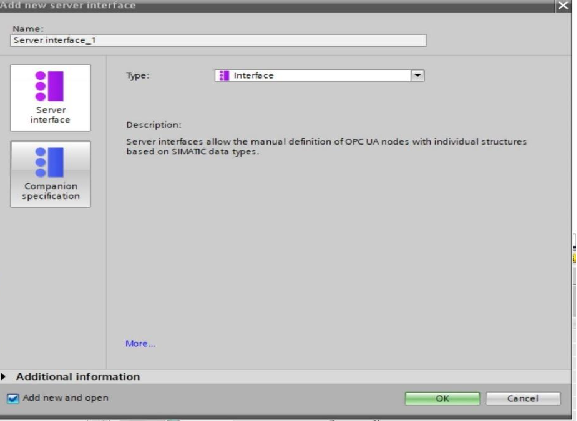 Add new server interface
Name:
Server interface_1
Server
interface
Companion
specification
Type:
Interface
Description:
Server interfaces allow the manual definition of OPC UA nodes with individual structures
based on SIMATIC data types.
More...
Additional information
Add new and open
OK
Cancel